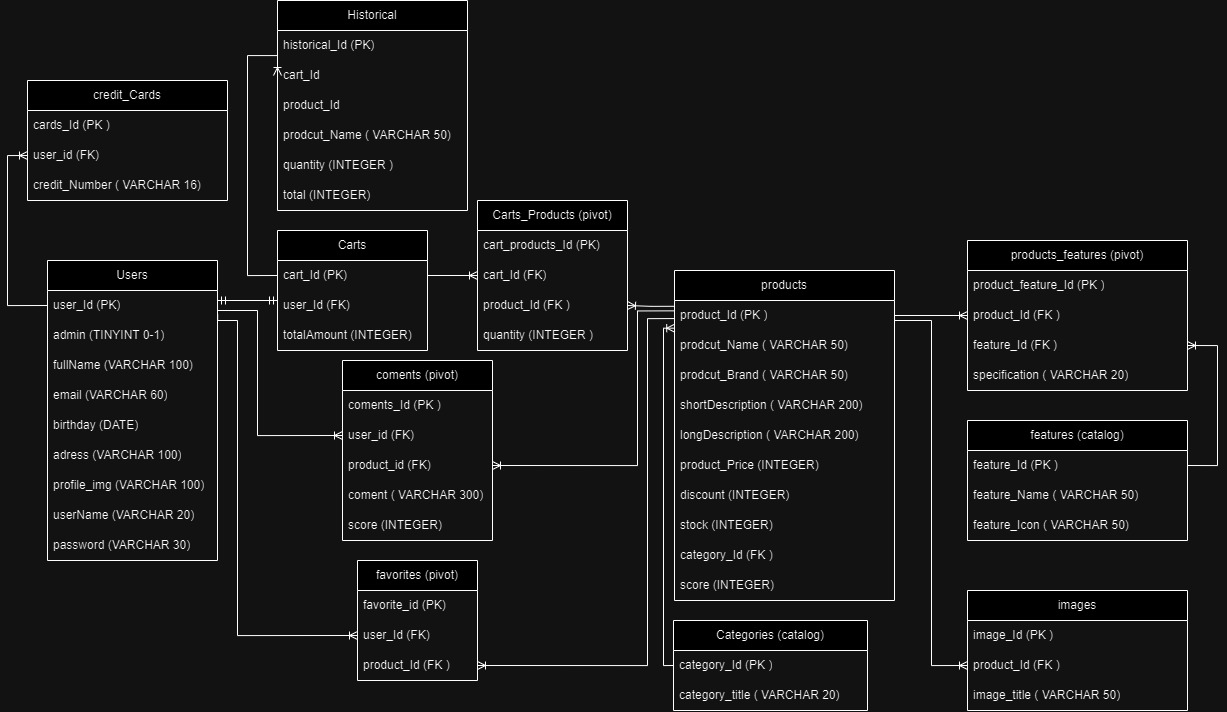 Historical
historical_Id (PK)
cart_Id
product_Id
prodcut_Name ( VARCHAR 50)
quantity (INTEGER )
total (INTEGER)
credit_Cards
cards_Id (PK )
user_id (FK)
credit_Number ( VARCHAR 16)
Users
user_Id (PK)
admin (TINYINT 0-1)
fullName (VARCHAR 100)
email (VARCHAR 60)
birthday (DATE)
adress (VARCHAR 100)
profile_img (VARCHAR 100)
userName (VARCHAR 20)
password (VARCHAR 30)
Carts
cart_Id (PK)
user_Id (FK)
totalAmount (INTEGER)
Carts_Products (pivot)
cart_products_Id (PK)
cart_Id (FK)
product_Id (FK )
quantity (INTEGER )
coments (pivot)
coments_Id (PK )
user_id (FK)
product_id (FK)
coment ( VARCHAR 300)
score (INTEGER)
favorites (pivot)
favorite_id (PK)
user_Id (FK)
product_Id (FK )
products
product_Id (PK )
prodcut_Name ( VARCHAR 50)
prodcut_Brand ( VARCHAR 50)
shortDescription ( VARCHAR 200)
longDescription ( VARCHAR 200)
product_Price (INTEGER)
discount (INTEGER)
stock (INTEGER)
category_Id (FK )
score (INTEGER)
Categories (catalog)
category_Id (PK )
category_title ( VARCHAR 20)
products_features (pivot)
product_feature_Id (PK )
product_Id (FK )
feature_Id (FK )
specification ( VARCHAR 20)
features (catalog)
feature_Id (PK )
feature_Name ( VARCHAR 50)
feature_Icon ( VARCHAR 50)
images
image_Id (PK )
product_Id (FK )
image_title ( VARCHAR 50)